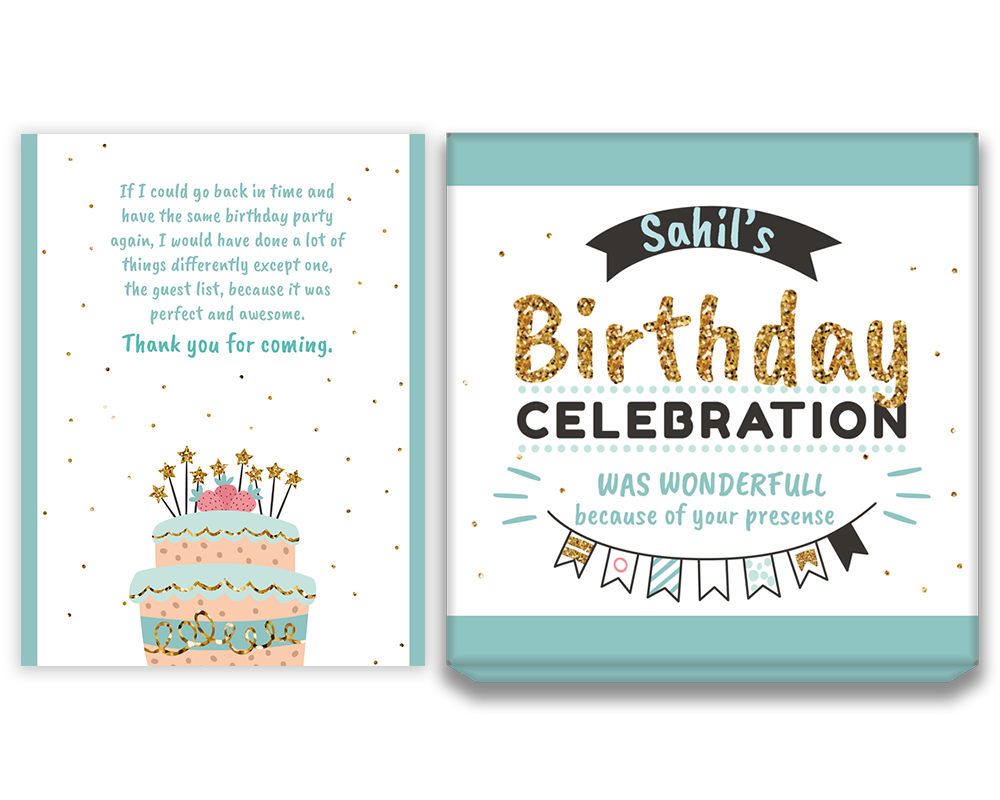 If I could go back in time and
have the same birthday party
again, I would have done a lot of
things differently except one,
the guest list, because it was
perfect and awesome.
Thank you for coming.
Sahil's
Birthday
CELEBRATION
WAS WONDERFULL
because of your presense